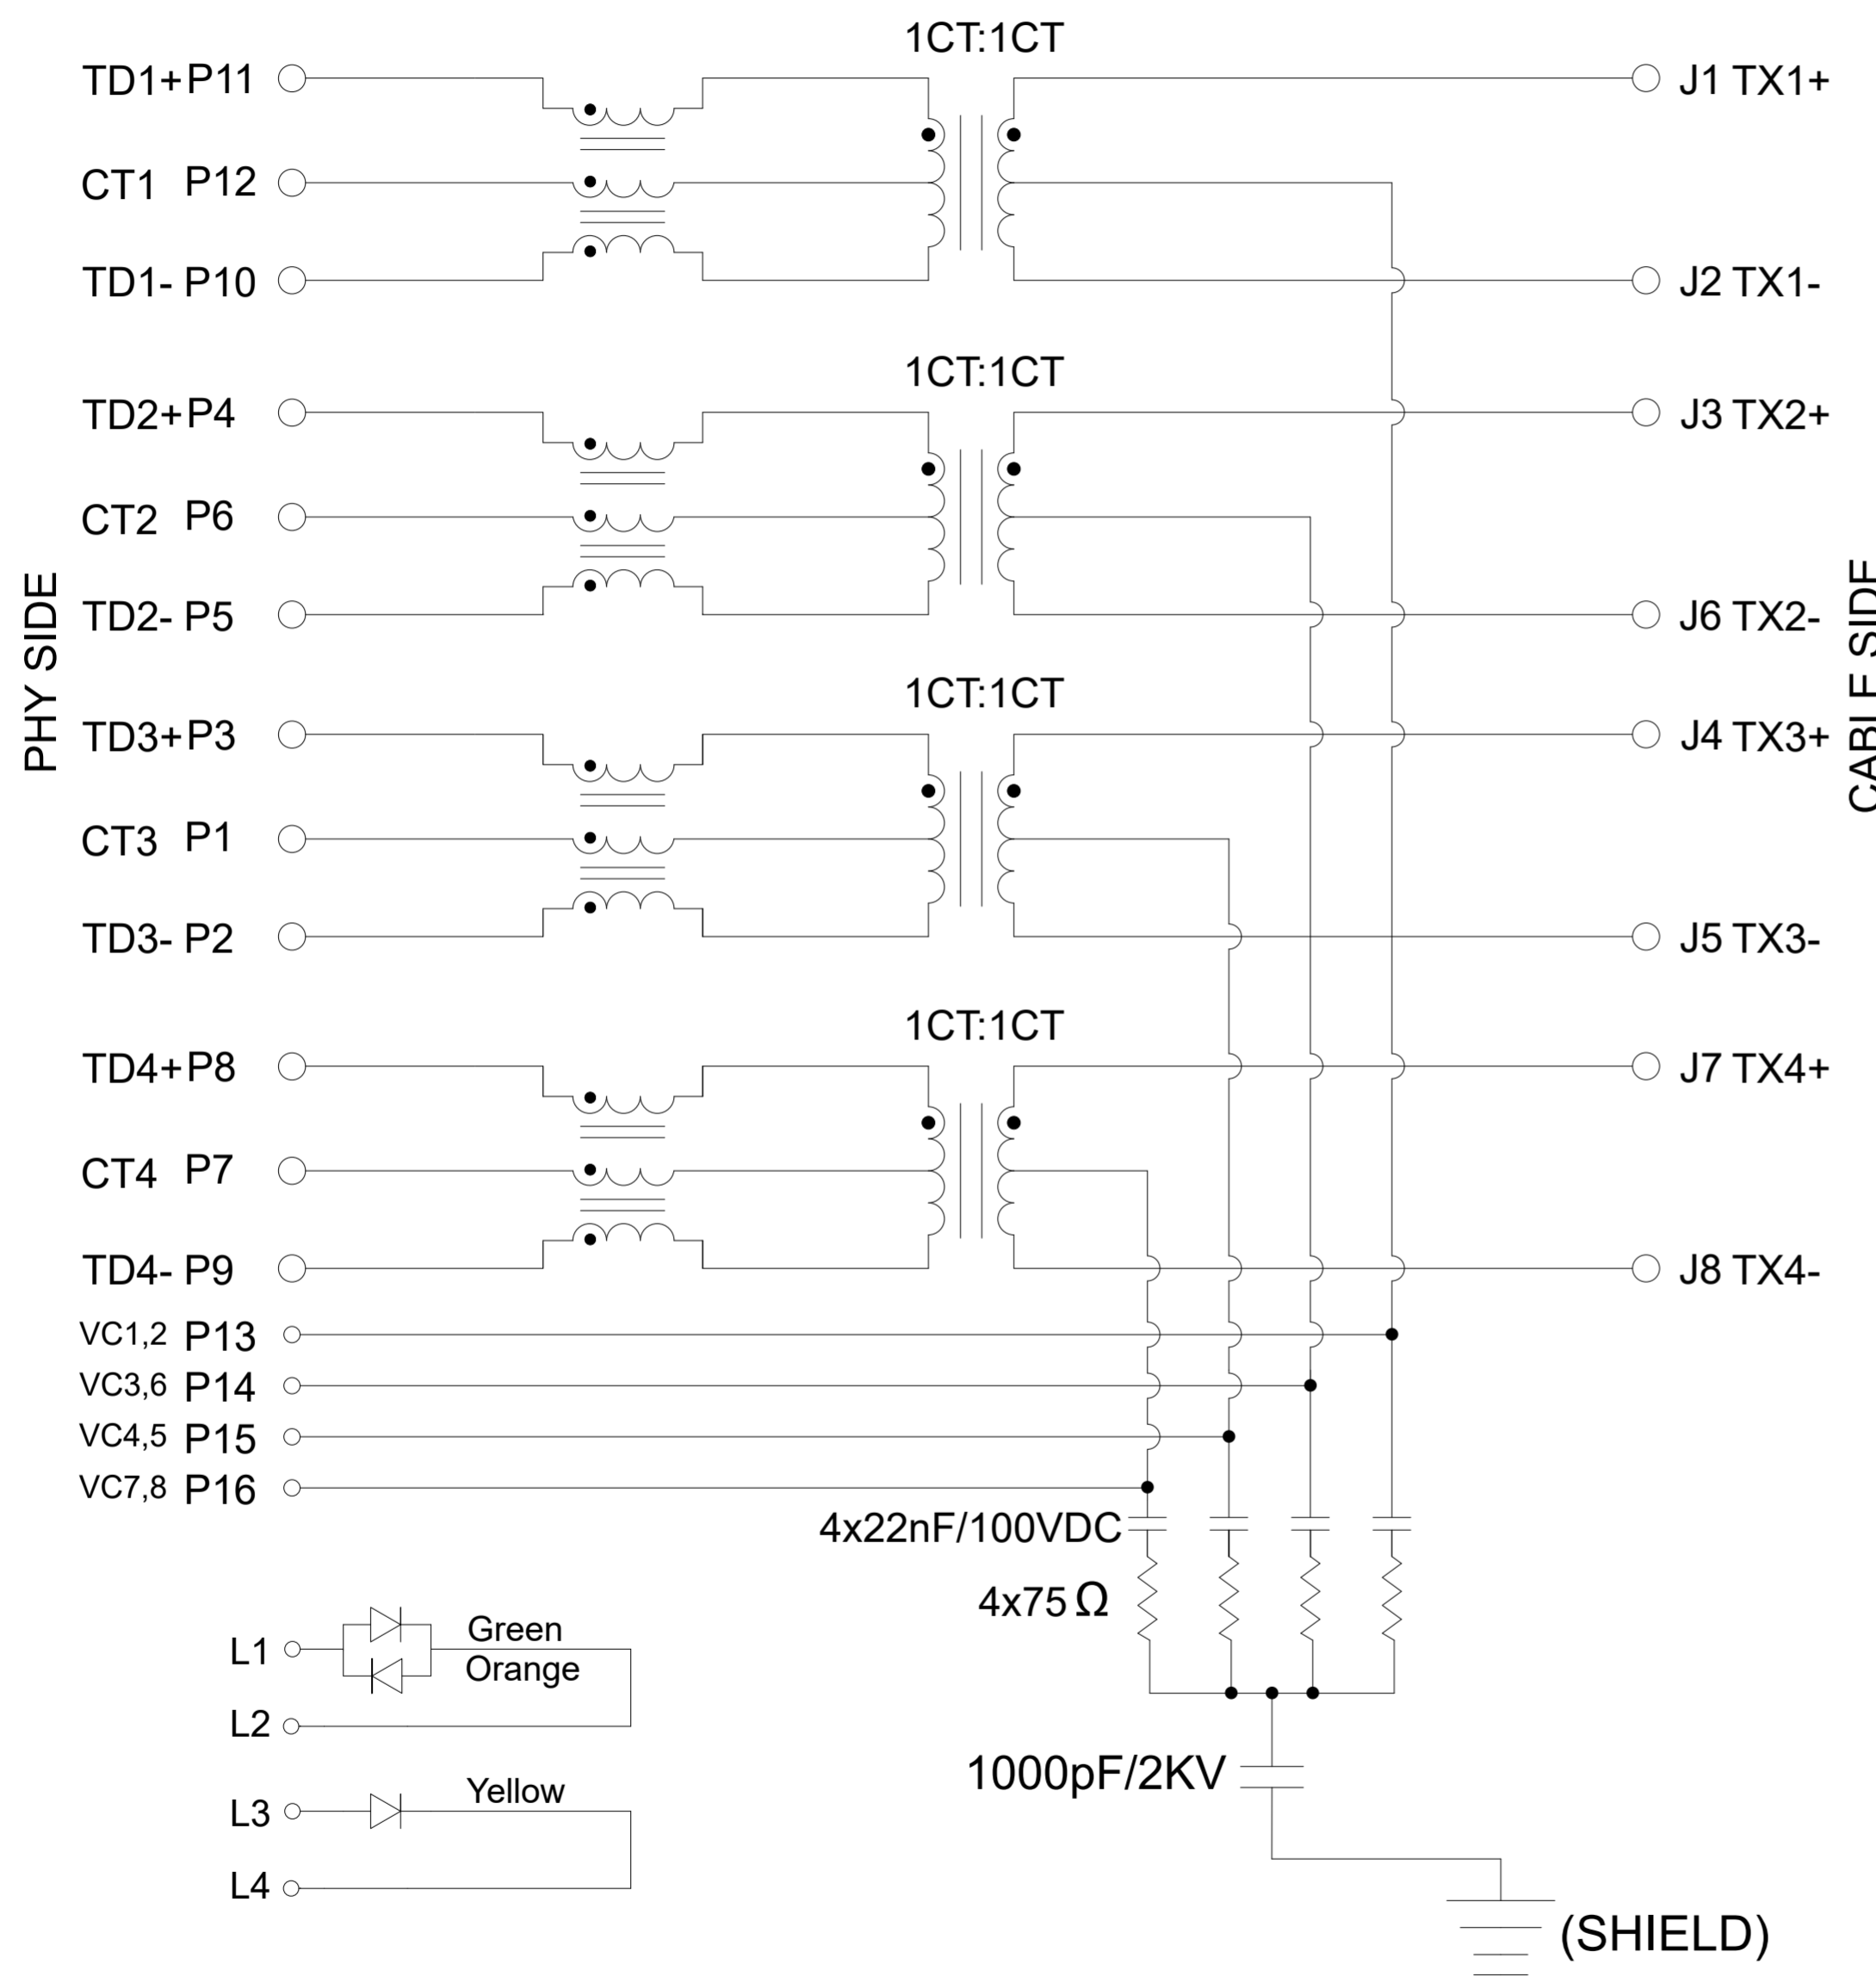 1CT:1CT
TD1+ P11 J1 TX1+
CT1 P12
TD1- P10 J2 TX1-
1CT:1CT
TD2+ P4 J3 TX2+
CT2 P6
PHY SIDE
CABLE SIDE
TD2- P5 J6 TX2-
1CT:1CT
TD3+ P3 J4 TX3+
CT3 P1
TD3- P2 J5 TX3-
1CT:1CT
TD4+ P8 J7 TX4+
CT4 P7
TD4- P9 J8 TX4-
VC1,2 P13
VC3,6 P14
VC4,5 P15
VC7,8 P16
4x22nF/100VDC
4x75 Ω
L1 Green
Orange
L2
1000pF/2KV
L3 Yellow
L4
(SHIELD)